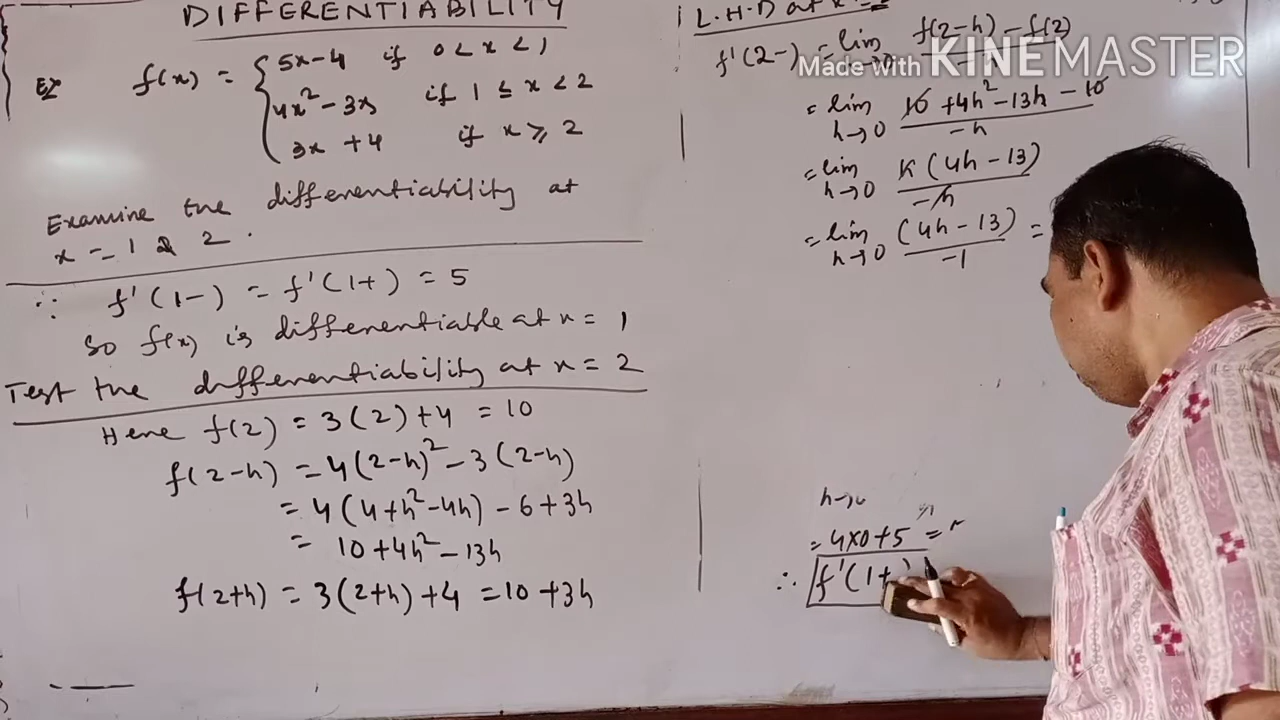 DIFFERENTIABILITY
Ex f(x) = { 5x-4 if 0 < x < 1
4x² - 3x if 1 ≤ x < 2
3x + 4 if x ≥ 2
Examine the differentiability at
x = 1 & 2.
∴ f'(1-) = f'(1+) = 5
So f(x) is differentiable at x = 1
Test the differentiability at x = 2
Here f(2) = 3(2)+4 = 10
f(2-h) = 4(2-h)² - 3(2-h)
= 4(4+h²-4h) - 6 + 3h
= 10+4h²-13h
f(2+h) = 3(2+h)+4 = 10+3h
L.H.D at x =
f'(2-) = lim f(2-h) - f(2)
Made with KINEMASTER
= lim h→0 10 + 4h² - 13h - 10 / -h
= lim h→0 h(4h-13) / -h
= lim h→0 (4h-13) / -1 =
h→0
= 4×0+5 =
∴ f'(1+)